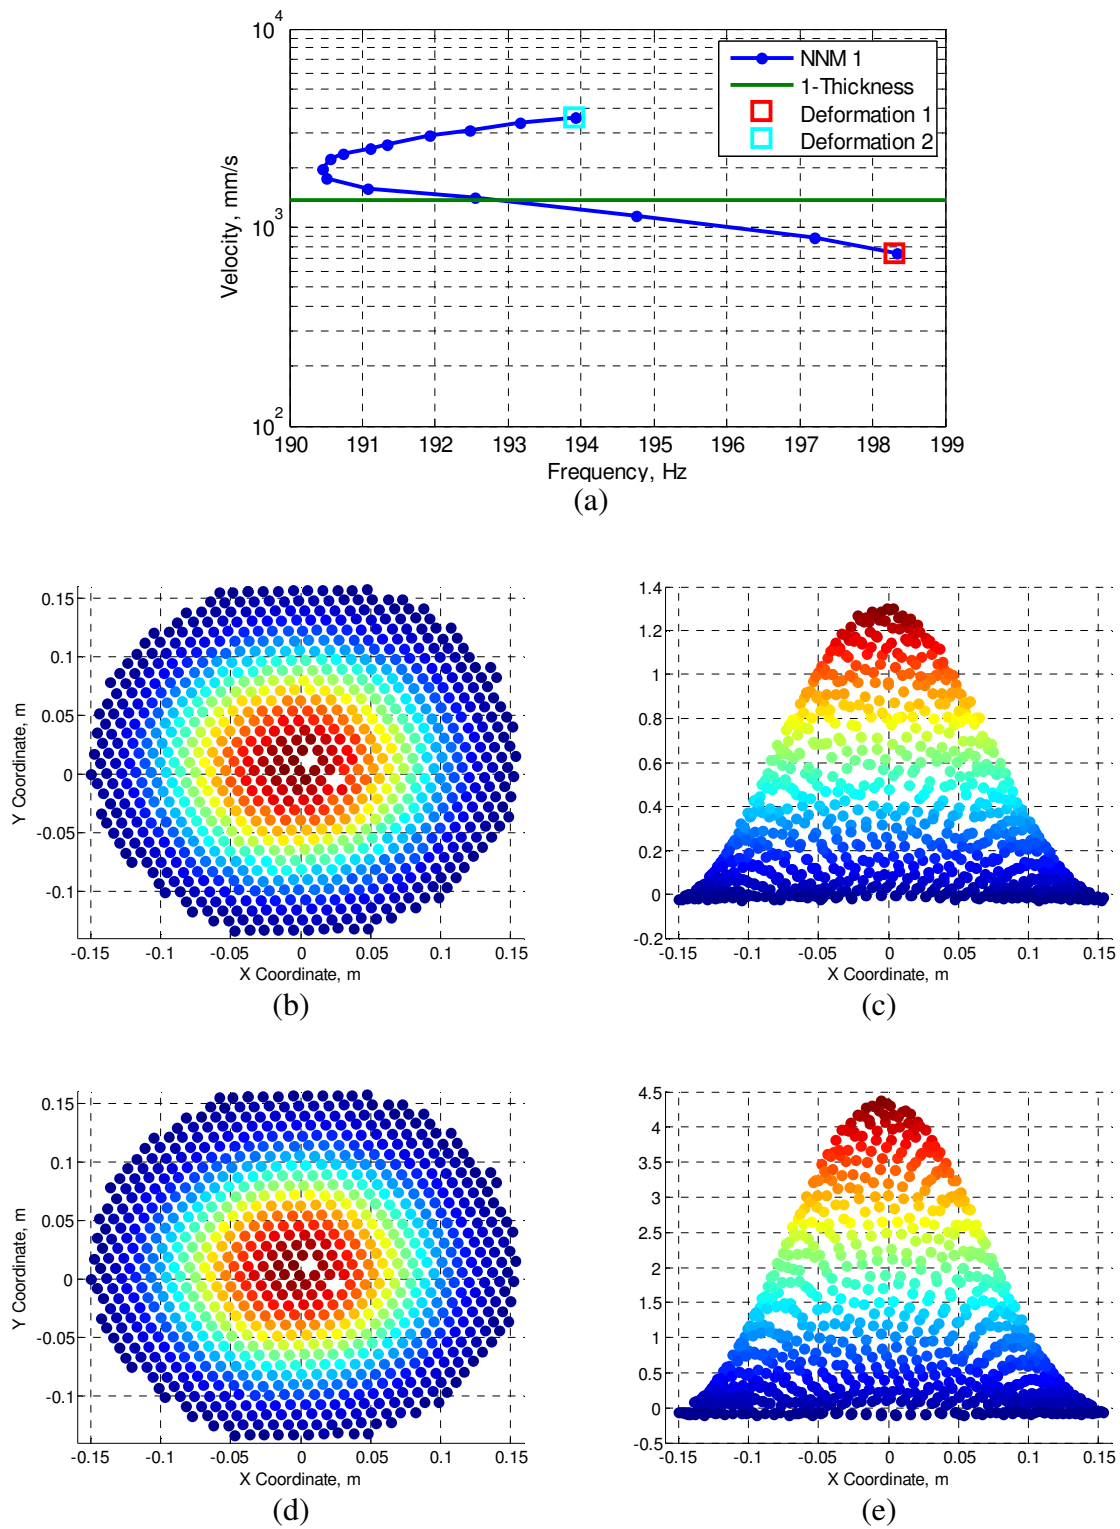 10^4
10^3
10^2
Velocity, mm/s
NNM 1
1-Thickness
Deformation 1
Deformation 2
190 191 192 193 194 195 196 197 198 199
Frequency, Hz
(a)
0.15
0.1
0.05
0
-0.05
-0.1
Y Coordinate, m
-0.15 -0.1 -0.05 0 0.05 0.1 0.15
X Coordinate, m
(b)
1.4
1.2
1
0.8
0.6
0.4
0.2
0
-0.2
-0.15 -0.1 -0.05 0 0.05 0.1 0.15
X Coordinate, m
(c)
0.15
0.1
0.05
0
-0.05
-0.1
Y Coordinate, m
-0.15 -0.1 -0.05 0 0.05 0.1 0.15
X Coordinate, m
(d)
4.5
4
3.5
3
2.5
2
1.5
1
0.5
0
-0.5
-0.15 -0.1 -0.05 0 0.05 0.1 0.15
X Coordinate, m
(e)